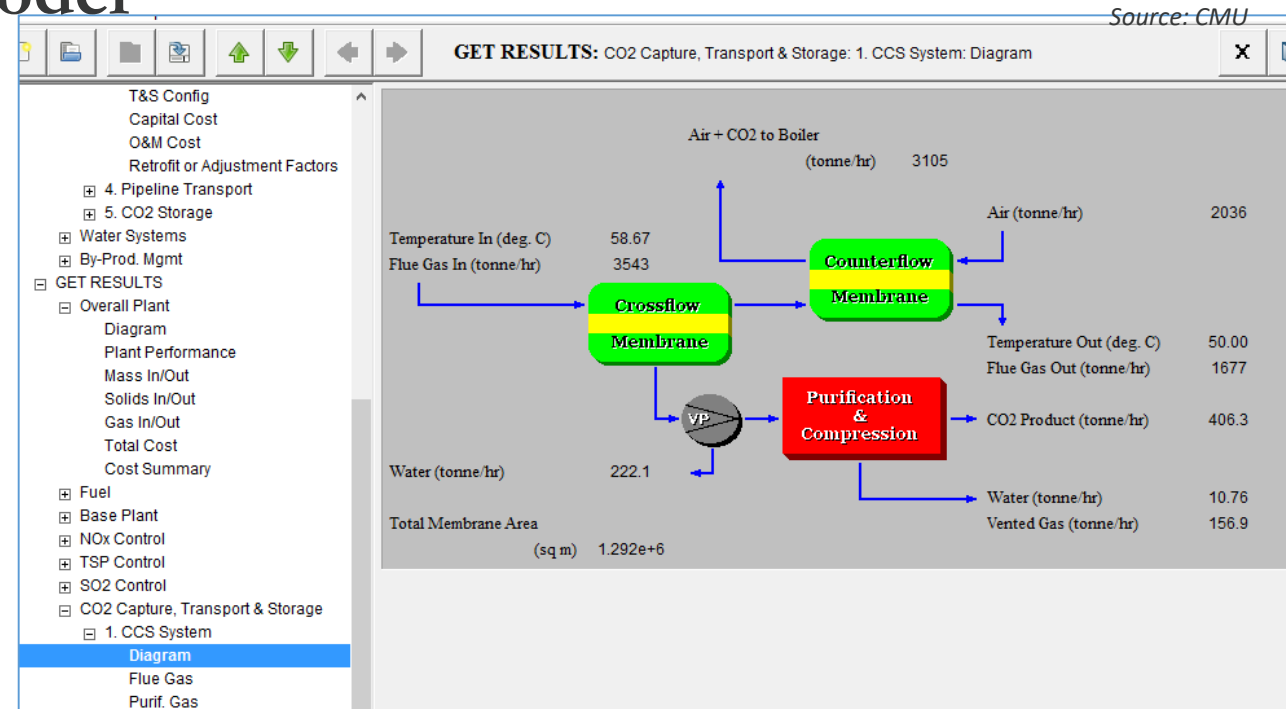 Source: CMU
GET RESULTS: CO2 Capture, Transport & Storage: 1. CCS System: Diagram
X
T&S Config
Capital Cost
O&M Cost
Retrofit or Adjustment Factors
4. Pipeline Transport
5. CO2 Storage
Water Systems
By-Prod. Mgmt
GET RESULTS
Overall Plant
Diagram
Plant Performance
Mass In/Out
Solids In/Out
Gas In/Out
Total Cost
Cost Summary
Fuel
Base Plant
NOx Control
TSP Control
SO2 Control
CO2 Capture, Transport & Storage
1. CCS System
Diagram
Flue Gas
Purif. Gas
Air + CO2 to Boiler
(tonne/hr) 3105
Air (tonne/hr) 2036
Temperature In (deg. C) 58.67
Flue Gas In (tonne/hr) 3543
Counterflow
Membrane
Crossflow
Membrane
Temperature Out (deg. C) 50.00
Flue Gas Out (tonne/hr) 1677
VP
Purification
&
Compression
CO2 Product (tonne/hr) 406.3
Water (tonne/hr) 222.1
Water (tonne/hr) 10.76
Vented Gas (tonne/hr) 156.9
Total Membrane Area
(sq m) 1.292e+6